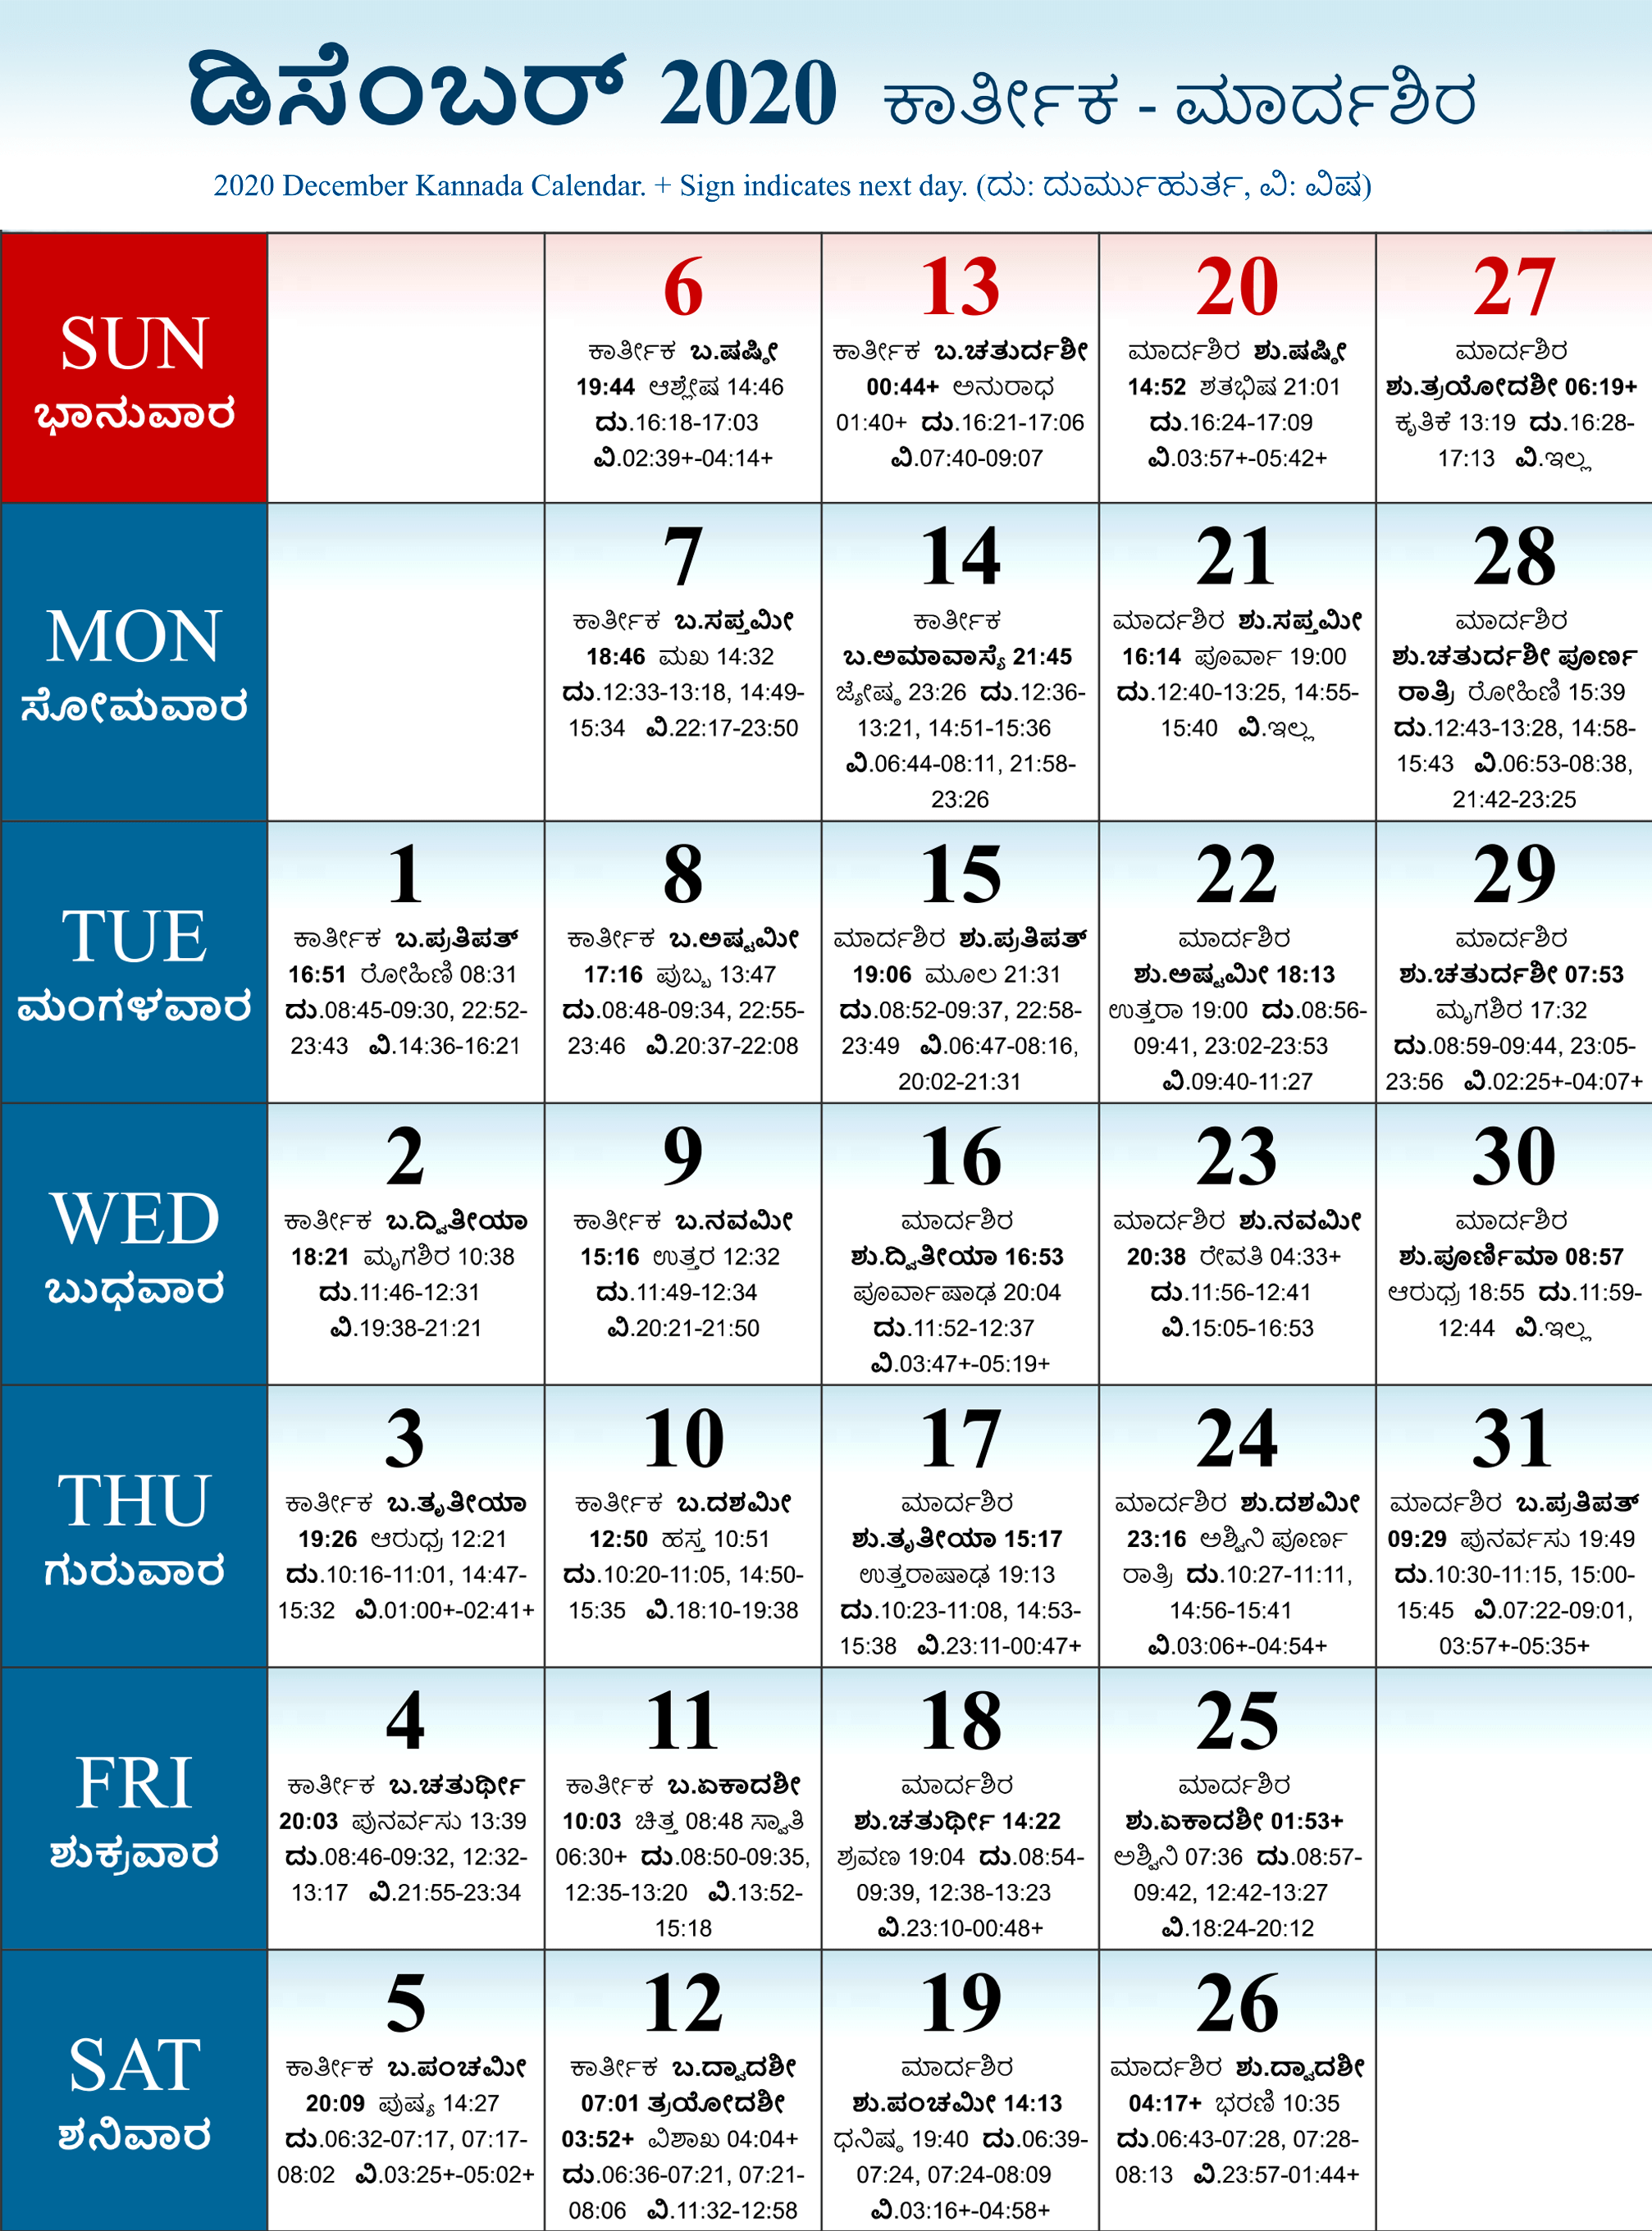 ಡಿಸೆಂಬರ್ 2020 ಕಾರ್ತೀಕ - ಮಾರ್ದಶಿರ
2020 December Kannada Calendar. + Sign indicates next day. (ದು: ದುರ್ಮುಹುರ್ತ, ವಿ: ವಿಷ)
SUN
ಭಾನುವಾರ
6
ಕಾರ್ತೀಕ ಬ.ಷಷ್ಠೀ
19:44 ಆಶ್ಲೇಷ 14:46
ದು.16:18-17:03
ವಿ.02:39+-04:14+
13
ಕಾರ್ತೀಕ ಬ.ಚತುರ್ದಶೀ
00:44+ ಅನುರಾಧ
01:40+ ದು.16:21-17:06
ವಿ.07:40-09:07
20
ಮಾರ್ದಶಿರ ಶು.ಷಷ್ಠೀ
14:52 ಶತಭಿಷ 21:01
ದು.16:24-17:09
ವಿ.03:57+-05:42+
27
ಮಾರ್ದಶಿರ
ಶು.ತ್ರಯೋದಶೀ 06:19+
ಕೃತಿಕೆ 13:19 ದು.16:28-
17:13 ವಿ.ಇಲ್ಲ
MON
ಸೋಮವಾರ
7
ಕಾರ್ತೀಕ ಬ.ಸಪ್ತಮೀ
18:46 ಮಖ 14:32
ದು.12:33-13:18, 14:49-
15:34 ವಿ.22:17-23:50
14
ಕಾರ್ತೀಕ
ಬ.ಅಮಾವಾಸ್ಯೆ 21:45
ಜ್ಯೇಷ್ಠ 23:26 ದು.12:36-
13:21, 14:51-15:36
ವಿ.06:44-08:11, 21:58-
23:26
21
ಮಾರ್ದಶಿರ ಶು.ಸಪ್ತಮೀ
16:14 ಪೂರ್ವಾ 19:00
ದು.12:40-13:25, 14:55-
15:40 ವಿ.ಇಲ್ಲ
28
ಮಾರ್ದಶಿರ
ಶು.ಚತುರ್ದಶೀ ಪೂರ್ಣ
ರಾತ್ರಿ ರೋಹಿಣಿ 15:39
ದು.12:43-13:28, 14:58-
15:43 ವಿ.06:53-08:38,
21:42-23:25
TUE
ಮಂಗಳವಾರ
1
ಕಾರ್ತೀಕ ಬ.ಪ್ರತಿಪತ್
16:51 ರೋಹಿಣಿ 08:31
ದು.08:45-09:30, 22:52-
23:43 ವಿ.14:36-16:21
8
ಕಾರ್ತೀಕ ಬ.ಅಷ್ಟಮೀ
17:16 ಪುಬ್ಬ 13:47
ದು.08:48-09:34, 22:55-
23:46 ವಿ.20:37-22:08
15
ಮಾರ್ದಶಿರ ಶು.ಪ್ರತಿಪತ್
19:06 ಮೂಲ 21:31
ದು.08:52-09:37, 22:58-
23:49 ವಿ.06:47-08:16,
20:02-21:31
22
ಮಾರ್ದಶಿರ
ಶು.ಅಷ್ಟಮೀ 18:13
ಉತ್ತರಾ 19:00 ದು.08:56-
09:41, 23:02-23:53
ವಿ.09:40-11:27
29
ಮಾರ್ದಶಿರ
ಶು.ಚತುರ್ದಶೀ 07:53
ಮೃಗಶಿರ 17:32
ದು.08:59-09:44, 23:05-
23:56 ವಿ.02:25+-04:07+
WED
ಬುಧವಾರ
2
ಕಾರ್ತೀಕ ಬ.ದ್ವಿತೀಯಾ
18:21 ಮೃಗಶಿರ 10:38
ದು.11:46-12:31
ವಿ.19:38-21:21
9
ಕಾರ್ತೀಕ ಬ.ನವಮೀ
15:16 ಉತ್ತರ 12:32
ದು.11:49-12:34
ವಿ.20:21-21:50
16
ಮಾರ್ದಶಿರ
ಶು.ದ್ವಿತೀಯಾ 16:53
ಪೂರ್ವಾಷಾಢ 20:04
ದು.11:52-12:37
ವಿ.03:47+-05:19+
23
ಮಾರ್ದಶಿರ ಶು.ನವಮೀ
20:38 ರೇವತಿ 04:33+
ದು.11:56-12:41
ವಿ.15:05-16:53
30
ಮಾರ್ದಶಿರ
ಶು.ಪೂರ್ಣಿಮಾ 08:57
ಆರುಧ್ರ 18:55 ದು.11:59-
12:44 ವಿ.ಇಲ್ಲ
THU
ಗುರುವಾರ
3
ಕಾರ್ತೀಕ ಬ.ತೃತೀಯಾ
19:26 ಆರುಧ್ರ 12:21
ದು.10:16-11:01, 14:47-
15:32 ವಿ.01:00+-02:41+
10
ಕಾರ್ತೀಕ ಬ.ದಶಮೀ
12:50 ಹಸ್ತ 10:51
ದು.10:20-11:05, 14:50-
15:35 ವಿ.18:10-19:38
17
ಮಾರ್ದಶಿರ
ಶು.ತೃತೀಯಾ 15:17
ಉತ್ತರಾಷಾಢ 19:13
ದು.10:23-11:08, 14:53-
15:38 ವಿ.23:11-00:47+
24
ಮಾರ್ದಶಿರ ಶು.ದಶಮೀ
23:16 ಅಶ್ವಿನಿ ಪೂರ್ಣ
ರಾತ್ರಿ ದು.10:27-11:11,
14:56-15:41
ವಿ.03:06+-04:54+
31
ಮಾರ್ದಶಿರ ಬ.ಪ್ರತಿಪತ್
09:29 ಪುನರ್ವಸು 19:49
ದು.10:30-11:15, 15:00-
15:45 ವಿ.07:22-09:01,
03:57+-05:35+
FRI
ಶುಕ್ರವಾರ
4
ಕಾರ್ತೀಕ ಬ.ಚತುರ್ಥೀ
20:03 ಪುನರ್ವಸು 13:39
ದು.08:46-09:32, 12:32-
13:17 ವಿ.21:55-23:34
11
ಕಾರ್ತೀಕ ಬ.ಏಕಾದಶೀ
10:03 ಚಿತ್ತ 08:48 ಸ್ವಾತಿ
06:30+ ದು.08:50-09:35,
12:35-13:20 ವಿ.13:52-
15:18
18
ಮಾರ್ದಶಿರ
ಶು.ಚತುರ್ಥೀ 14:22
ಶ್ರವಣ 19:04 ದು.08:54-
09:39, 12:38-13:23
ವಿ.23:10-00:48+
25
ಮಾರ್ದಶಿರ
ಶು.ಏಕಾದಶೀ 01:53+
ಅಶ್ವಿನಿ 07:36 ದು.08:57-
09:42, 12:42-13:27
ವಿ.18:24-20:12
SAT
ಶನಿವಾರ
5
ಕಾರ್ತೀಕ ಬ.ಪಂಚಮೀ
20:09 ಪುಷ್ಯ 14:27
ದು.06:32-07:17, 07:17-
08:02 ವಿ.03:25+-05:02+
12
ಕಾರ್ತೀಕ ಬ.ದ್ವಾದಶೀ
07:01 ತ್ರಯೋದಶೀ
03:52+ ವಿಶಾಖ 04:04+
ದು.06:36-07:21, 07:21-
08:06 ವಿ.11:32-12:58
19
ಮಾರ್ದಶಿರ
ಶು.ಪಂಚಮೀ 14:13
ಧನಿಷ್ಠ 19:40 ದು.06:39-
07:24, 07:24-08:09
ವಿ.03:16+-04:58+
26
ಮಾರ್ದಶಿರ ಶು.ದ್ವಾದಶೀ
04:17+ ಭರಣಿ 10:35
ದು.06:43-07:28, 07:28-
08:13 ವಿ.23:57-01:44+